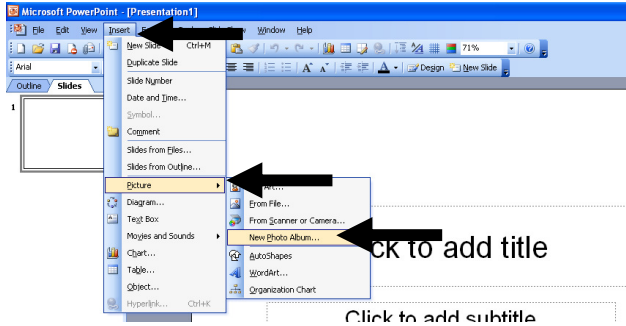 Microsoft PowerPoint - [Presentation1]
File Edit View Insert Window Help
Arial 71% Design New Slide
Outline Slides
1
New Slide Ctrl+M
Duplicate Slide
Slide Number
Date and Time...
Symbol...
Comment
Slides from Files...
Slides from Outline...
Picture
Diagram...
Text Box
Movies and Sounds
Chart...
Table...
Object...
Hyperlink... Ctrl+K
From File...
From Scanner or Camera...
New Photo Album...
AutoShapes
WordArt...
Organization Chart
ck to add title
Click to add subtitle